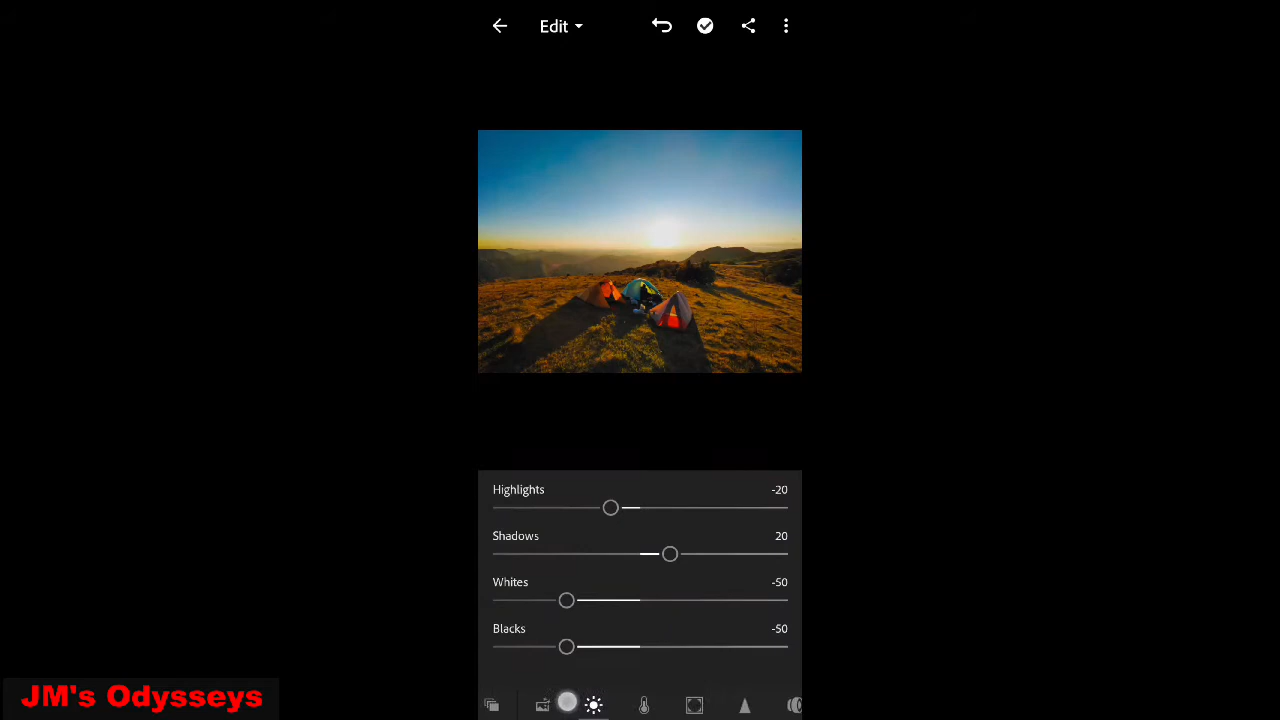 Edit
Highlights -20
Shadows 20
Whites -50
Blacks -50
JM's Odysseys